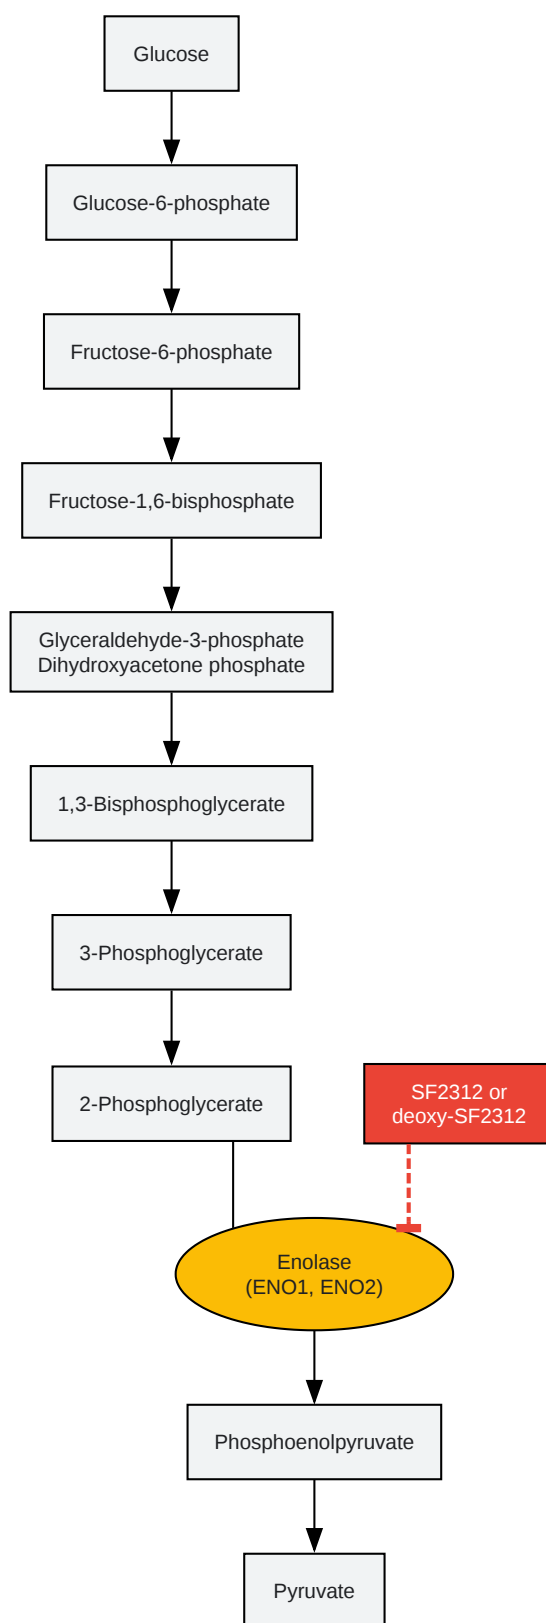 Glucose
Glucose-6-phosphate
Fructose-6-phosphate
Fructose-1,6-bisphosphate
Glyceraldehyde-3-phosphate
Dihydroxyacetone phosphate
1,3-Bisphosphoglycerate
3-Phosphoglycerate
2-Phosphoglycerate
SF2312 or
deoxy-SF2312
Enolase
(ENO1, ENO2)
Phosphoenolpyruvate
Pyruvate